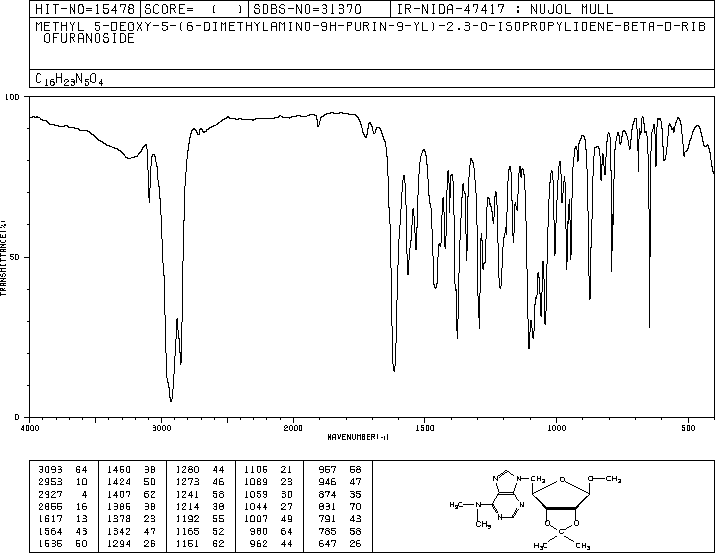 HIT-NO=15478 SCORE= ( ) SDBS-NO=31370 IR-NIDA-47417 : NUJOL MULL
METHYL 5-DEOXY-5-(6-DIMETHYLAMINO-9H-PURIN-9-YL)-2.3-O-ISOPROPYLIDENE-BETA-D-RIB
OFURANOSIDE
C16H23N5O4
100
50
0
TRANSMITTANCE(%)
4000 3000 2000 1500 1000 500
WAVENUMBER(-1)
3093 64 1460 38 1280 44 1106 21 957 58
2953 10 1424 50 1273 46 1089 23 946 47
2927 4 1407 62 1241 58 1059 30 874 35
2866 16 1386 38 1214 38 1044 27 831 70
1617 13 1378 23 1192 55 1007 49 791 43
1564 43 1342 47 1165 52 980 64 785 58
1536 50 1294 26 1151 62 962 44 647 26
N N CH2 O O CH3
H3C N N N
CH3
O O
C
H3C CH3